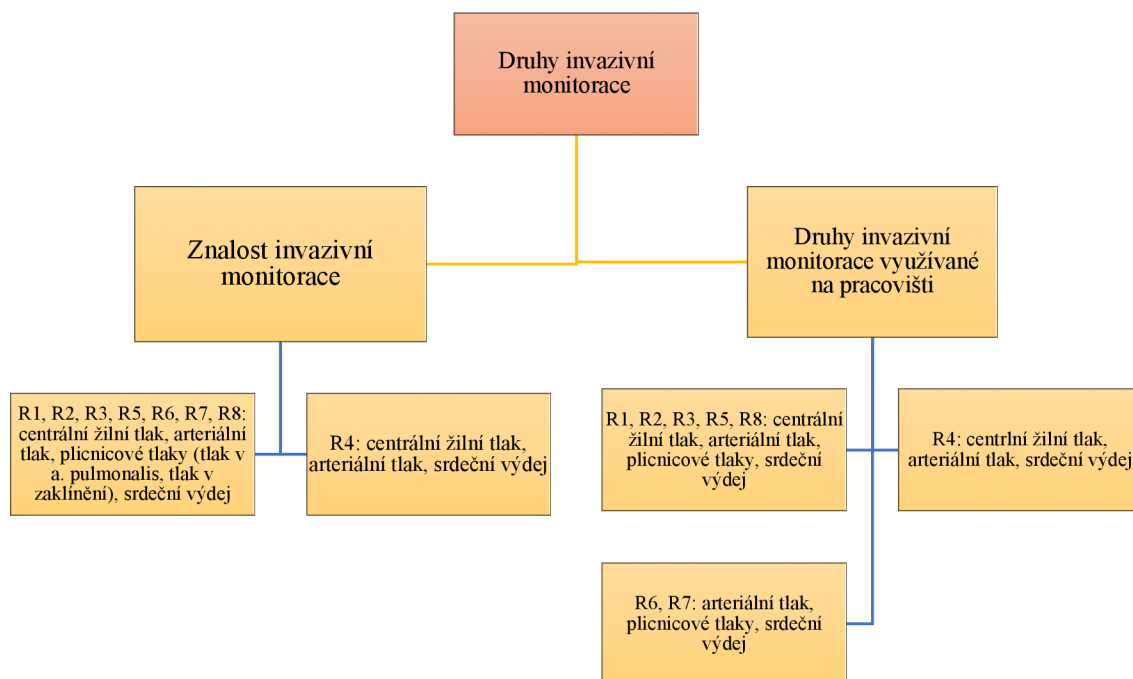 Druhy invazivní
monitorace
Znalost invazivní
monitorace
Druhy invazivní
monitorace využívané
na pracovišti
R1, R2, R3, R5, R6, R7, R8:
centrální žilní tlak, arteriální
tlak, plicnicové tlaky (tlak v
a. pulmonalis, tlak v
zaklínění), srdeční výdej
R4: centrální žilní tlak,
arteriální tlak, srdeční výdej
R1, R2, R3, R5, R8: centrální
žilní tlak, arteriální tlak,
plicnicové tlaky, srdeční
výdej
R4: centrlní žilní tlak,
arteriální tlak, srdeční výdej
R6, R7: arteriální tlak,
plicnicové tlaky, srdeční
výdej